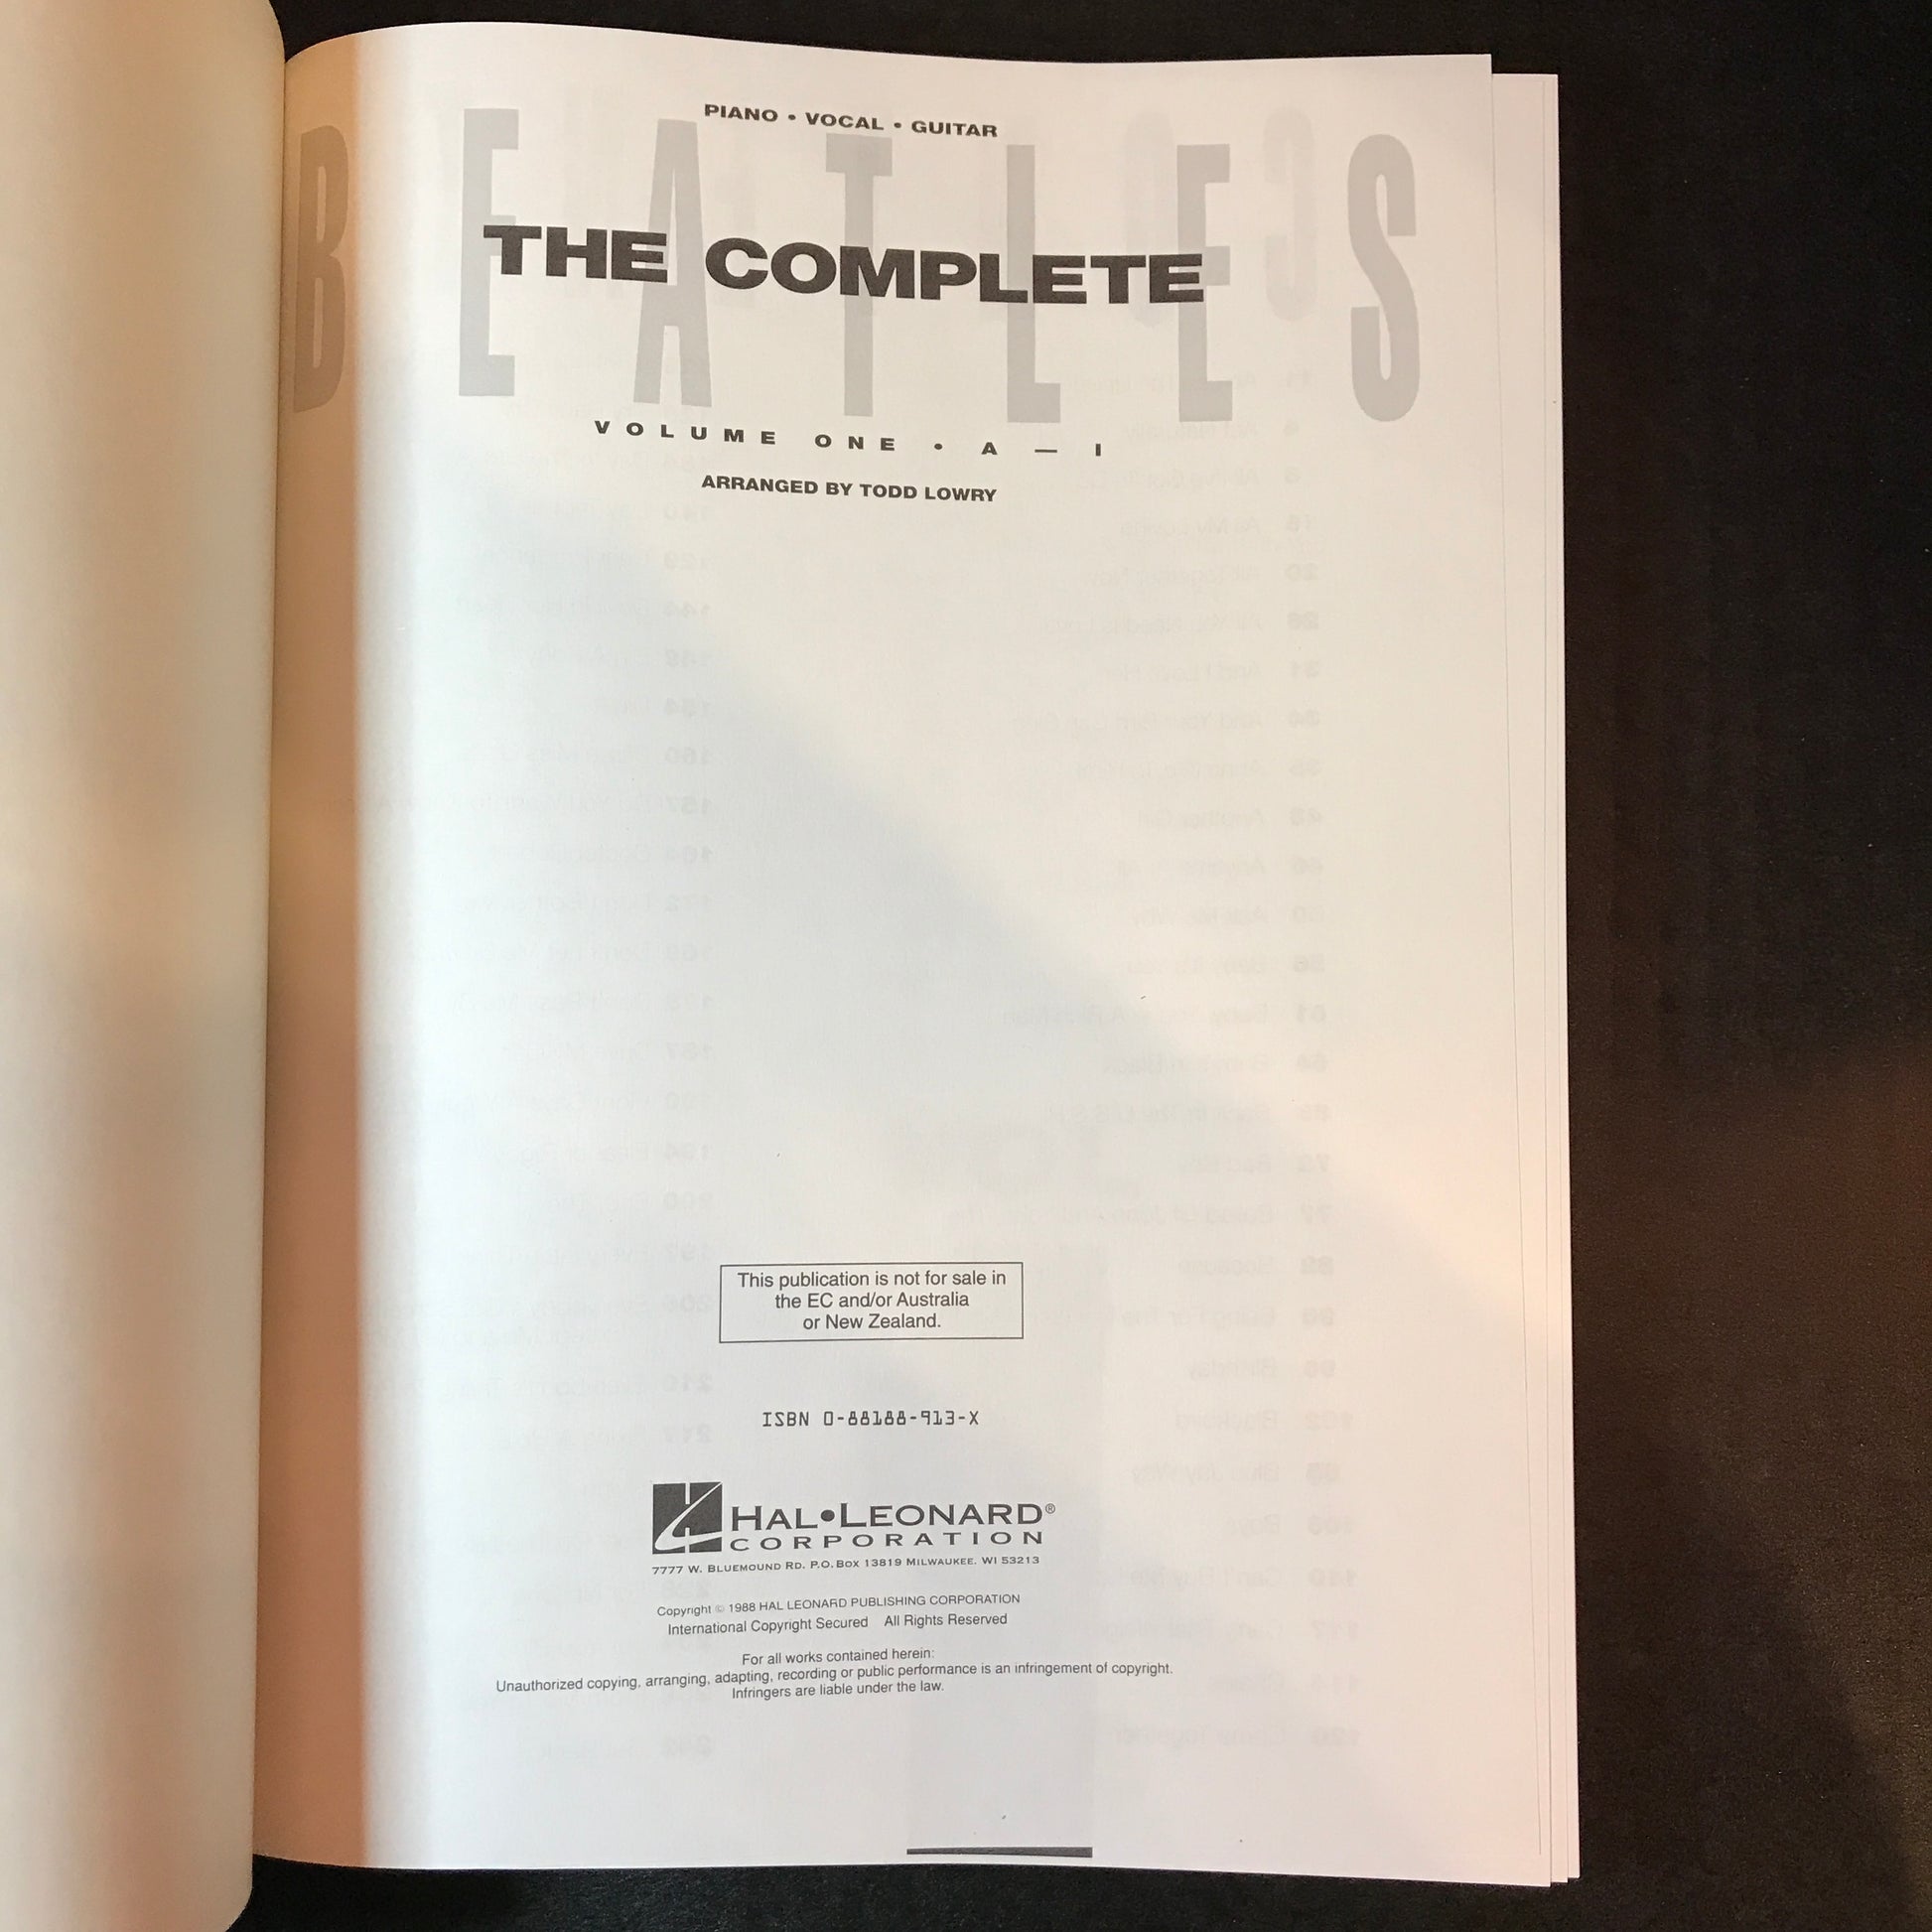 PIANO • VOCAL • GUITAR
BEATLES
THE COMPLETE
VOLUME ONE • A — I
ARRANGED BY TODD LOWRY
This publication is not for sale in
the EC and/or Australia
or New Zealand.
ISBN 0-88188-913-X
HAL•LEONARD®
CORPORATION
7777 W. BLUEMOUND RD. P.O. BOX 13819 MILWAUKEE, WI 53213
Copyright © 1988 HAL LEONARD PUBLISHING CORPORATION
International Copyright Secured   All Rights Reserved
For all works contained herein:
Unauthorized copying, arranging, adapting, recording or public performance is an infringement of copyright.
Infringers are liable under the law.